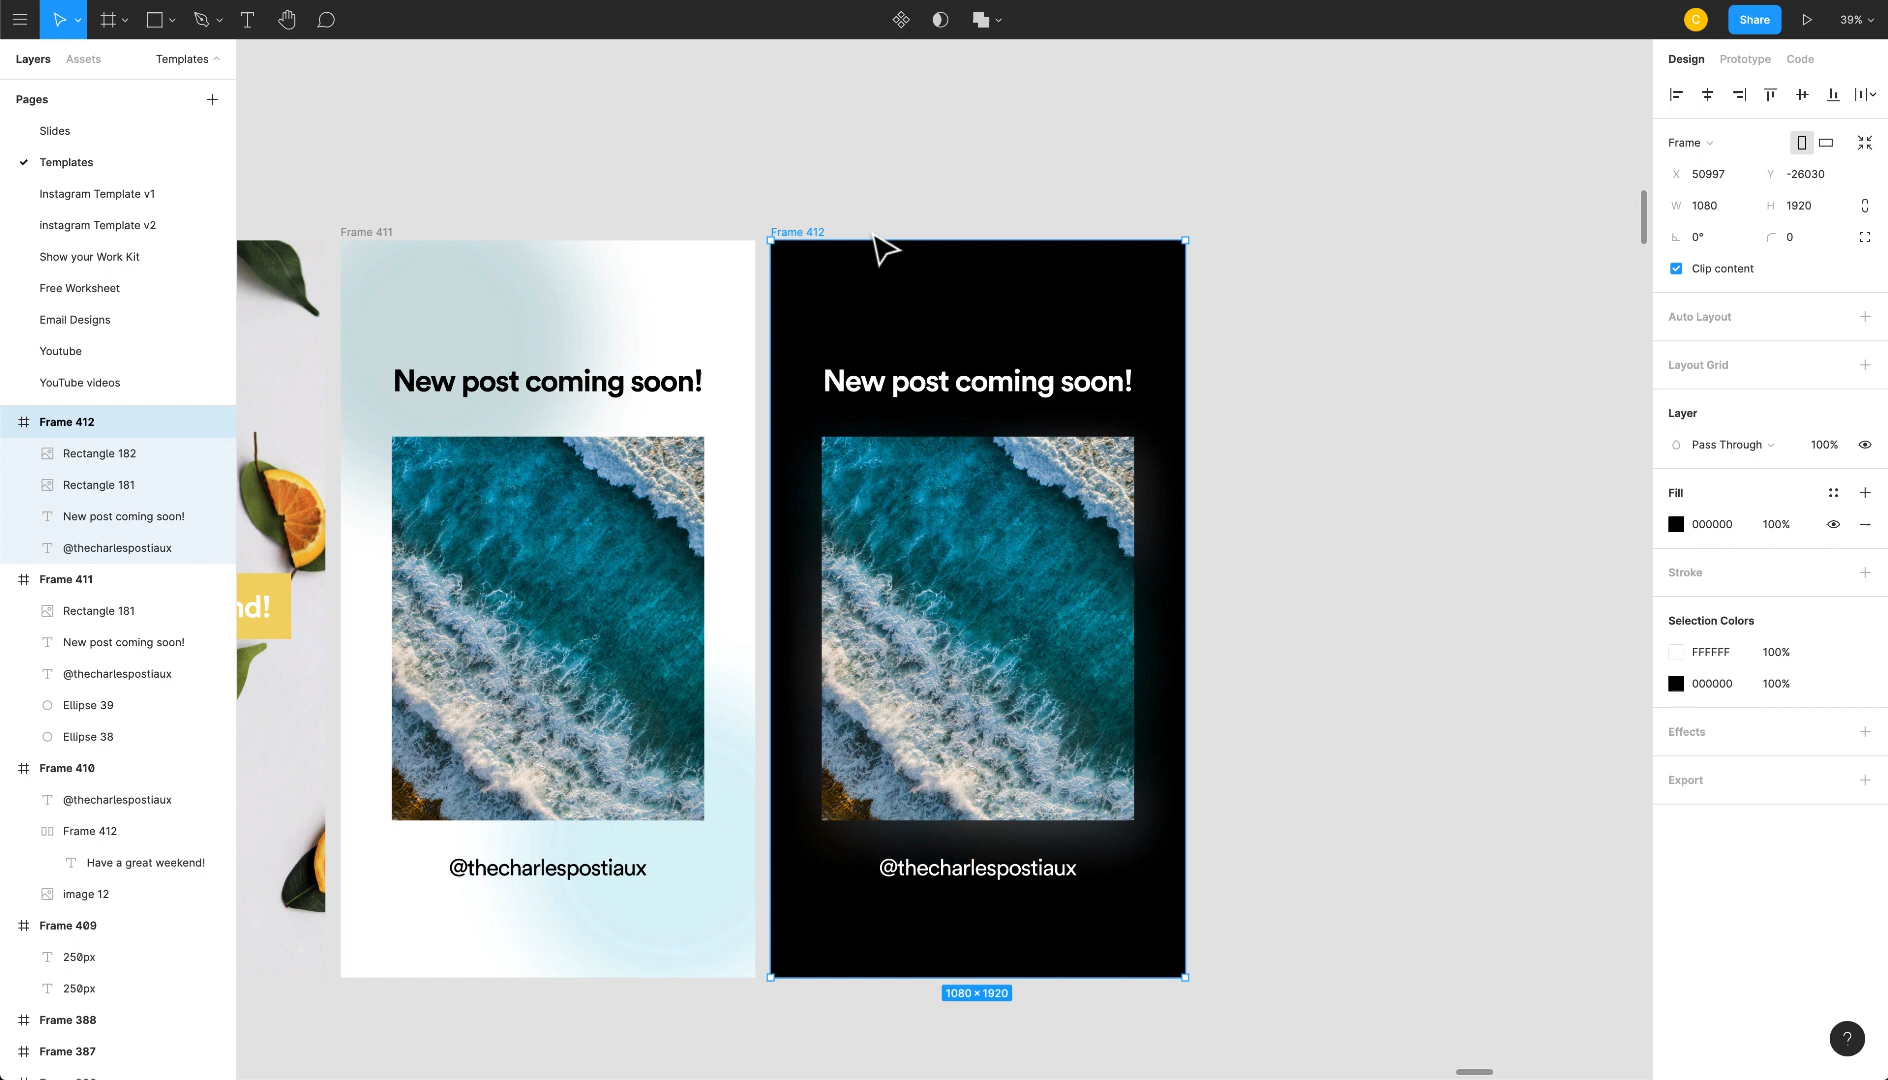 C
Share
39%
Layers
Assets
Templates
Pages
Slides
Templates
Instagram Template v1
instagram Template v2
Show your Work Kit
Free Worksheet
Email Designs
Youtube
YouTube videos
Frame 412
Rectangle 182
Rectangle 181
New post coming soon!
@thecharlespostiaux
Frame 411
Rectangle 181
New post coming soon!
@thecharlespostiaux
Ellipse 39
Ellipse 38
Frame 410
@thecharlespostiaux
Frame 412
Have a great weekend!
image 12
Frame 409
250px
250px
Frame 388
Frame 387
nd!
Frame 411
New post coming soon!
@thecharlespostiaux
Frame 412
New post coming soon!
@thecharlespostiaux
1080 × 1920
Design
Prototype
Code
Frame
X 50997
Y -26030
W 1080
H 1920
0°
0
Clip content
Auto Layout
Layout Grid
Layer
Pass Through
100%
Fill
000000
100%
Stroke
Selection Colors
FFFFFF
100%
000000
100%
Effects
Export
?